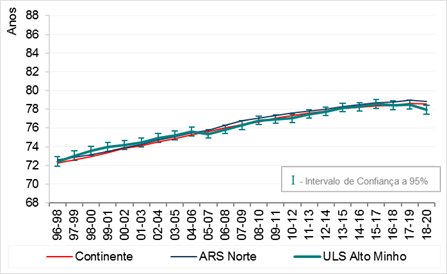 Anos
88
86
84
82
80
78
76
74
72
70
68
I - Intervalo de Confiança a 95%
96-98 97-99 98-00 99-01 00-02 01-03 02-04 03-05 04-06 05-07 06-08 07-09 08-10 09-11 10-12 11-13 12-14 13-15 14-16 15-17 16-18 17-19 18-20
Continente ARS Norte ULS Alto Minho